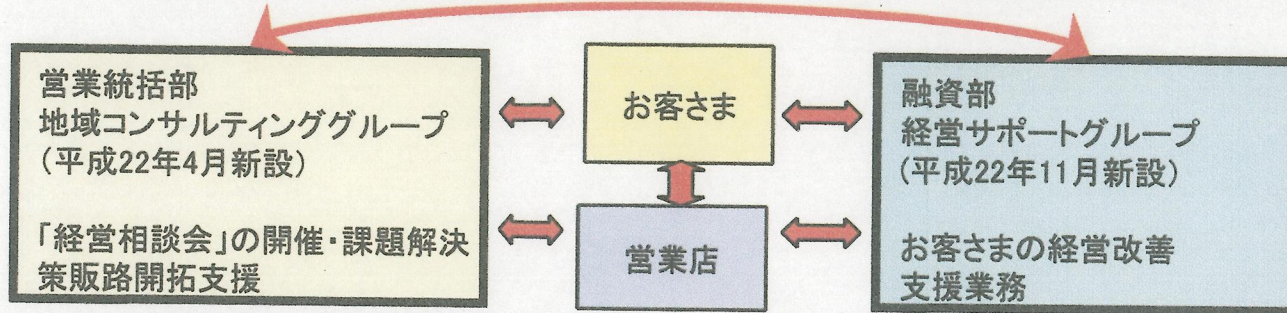 営業統括部
地域コンサルティンググループ
(平成22年4月新設)
「経営相談会」の開催・課題解決
策販路開拓支援
お客さま
営業店
融資部
経営サポートグループ
(平成22年11月新設)
お客さまの経営改善
支援業務